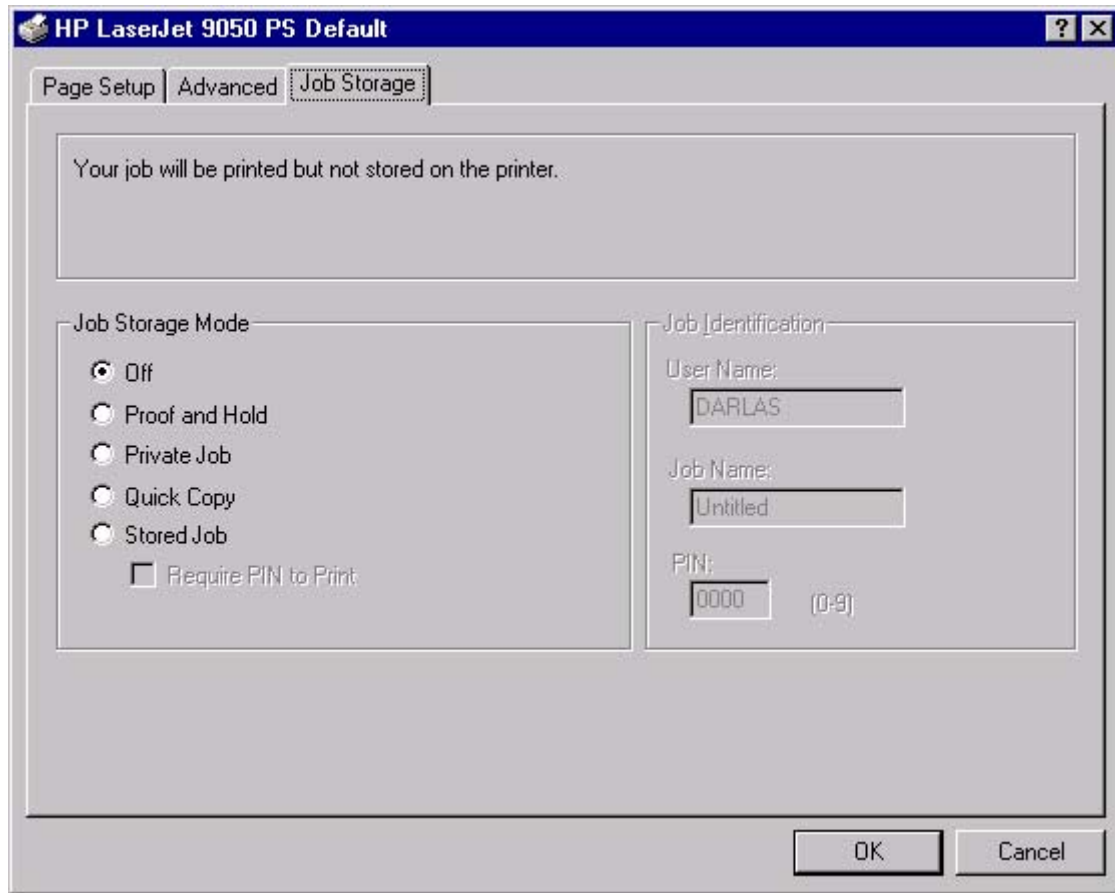 HP LaserJet 9050 PS Default
Page Setup
Advanced
Job Storage
Your job will be printed but not stored on the printer.
Job Storage Mode
Off
Proof and Hold
Private Job
Quick Copy
Stored Job
Require PIN to Print
Job Identification
User Name:
DARLAS
Job Name:
Untitled
PIN:
0000 (0-9)
OK
Cancel